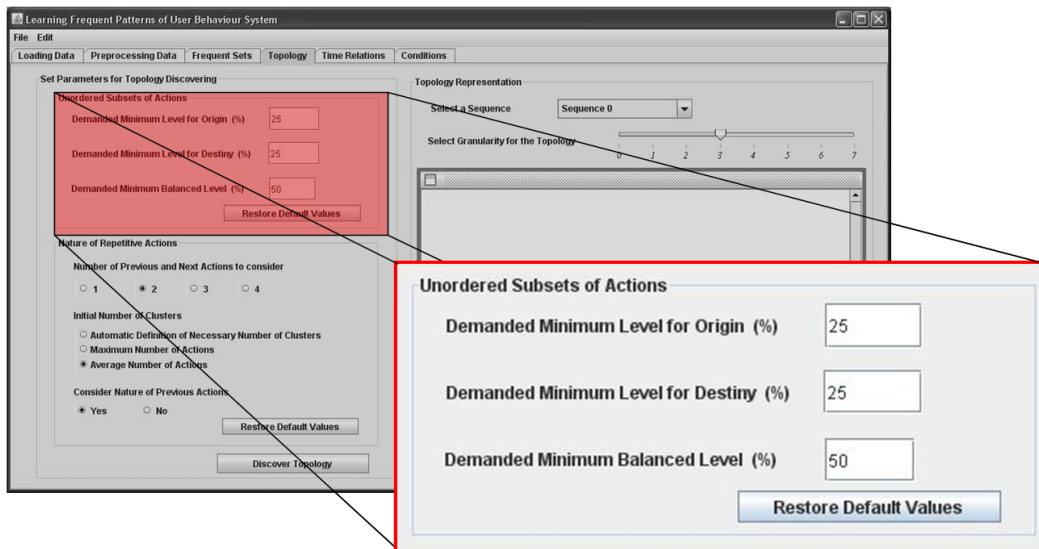 Learning Frequent Patterns of User Behaviour System
File Edit
Loading Data Preprocessing Data Frequent Sets Topology Time Relations Conditions
Set Parameters for Topology Discovering
Unordered Subsets of Actions
Demanded Minimum Level for Origin (%) 25
Demanded Minimum Level for Destiny (%) 25
Demanded Minimum Balanced Level (%) 50
Restore Default Values
Nature of Repetitive Actions
Number of Previous and Next Actions to consider
1 2 3 4
Initial Number of Clusters
Automatic Definition of Necessary Number of Clusters
Maximum Number of Actions
Average Number of Actions
Consider Nature of Previous Actions
Yes No
Restore Default Values
Discover Topology
Topology Representation
Select a Sequence Sequence 0
Select Granularity for the Topology
0 1 2 3 4 5 6 7
Unordered Subsets of Actions
Demanded Minimum Level for Origin (%) 25
Demanded Minimum Level for Destiny (%) 25
Demanded Minimum Balanced Level (%) 50
Restore Default Values